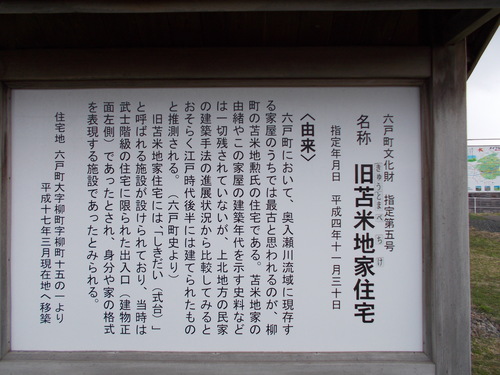 六戸町文化財　指定第五号
名称　旧苫米地家住宅
きゅうとまべちけ
指定年月日　平成四年十一月三十日
〈由来〉
六戸町において、奥入瀬川流域に現存す
る家屋のうちでは最古と思われるのが、柳
町の苫米地勲氏の住宅である。苫米地家の
由緒やこの家屋の建築年代を示す史料など
は一切残されていないが、上北地方の民家
の建築手法の進展状況から比較してみると
おそらく江戸時代後半には建てられたもの
と推測される。（六戸町史より）
旧苫米地家住宅には「しきだい（式台）」
と呼ばれる施設が設けられており、当時は
武士階級の住宅に限られた出入口（建物正
面左側）であったとされ、身分や家の格式
を表現する施設であったとみられる。
住宅地　六戸町大字柳町字柳町十五の一より
平成十七年三月現在地へ移築